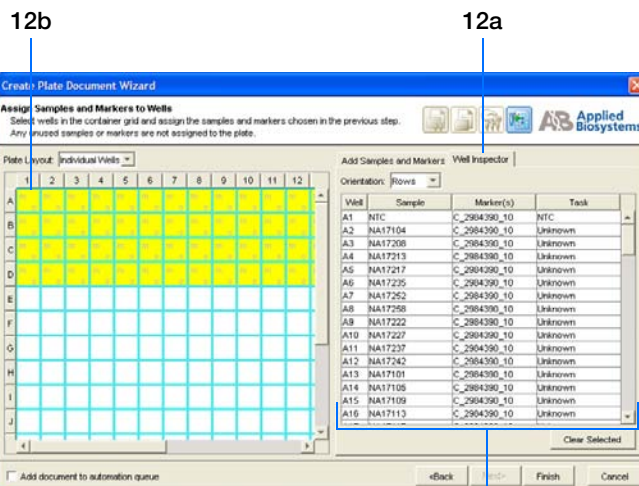 12b 12a
Create Plate Document Wizard
Assign Samples and Markers to Wells
Select wells in the container grid and assign the samples and markers chosen in the previous step.
Any unused samples or markers are not assigned to the plate.
AB Applied Biosystems
Plate Layout: Individual Wells
Add Samples and Markers Well Inspector
Orientation: Rows
1 2 3 4 5 6 7 8 9 10 11 12
A
B
C
D
E
F
G
H
I
J
Well Sample Marker(s) Task
A1 NTC C_2984390_10 NTC
A2 NA17104 C_2984390_10 Unknown
A3 NA17208 C_2984390_10 Unknown
A4 NA17213 C_2984390_10 Unknown
A5 NA17217 C_2984390_10 Unknown
A6 NA17235 C_2984390_10 Unknown
A7 NA17252 C_2984390_10 Unknown
A8 NA17258 C_2984390_10 Unknown
A9 NA17222 C_2984390_10 Unknown
A10 NA17227 C_2984390_10 Unknown
A11 NA17237 C_2984390_10 Unknown
A12 NA17242 C_2984390_10 Unknown
A13 NA17101 C_2984390_10 Unknown
A14 NA17105 C_2984390_10 Unknown
A15 NA17109 C_2984390_10 Unknown
A16 NA17113 C_2984390_10 Unknown
Clear Selected
Add document to automation queue
<Back Next> Finish Cancel